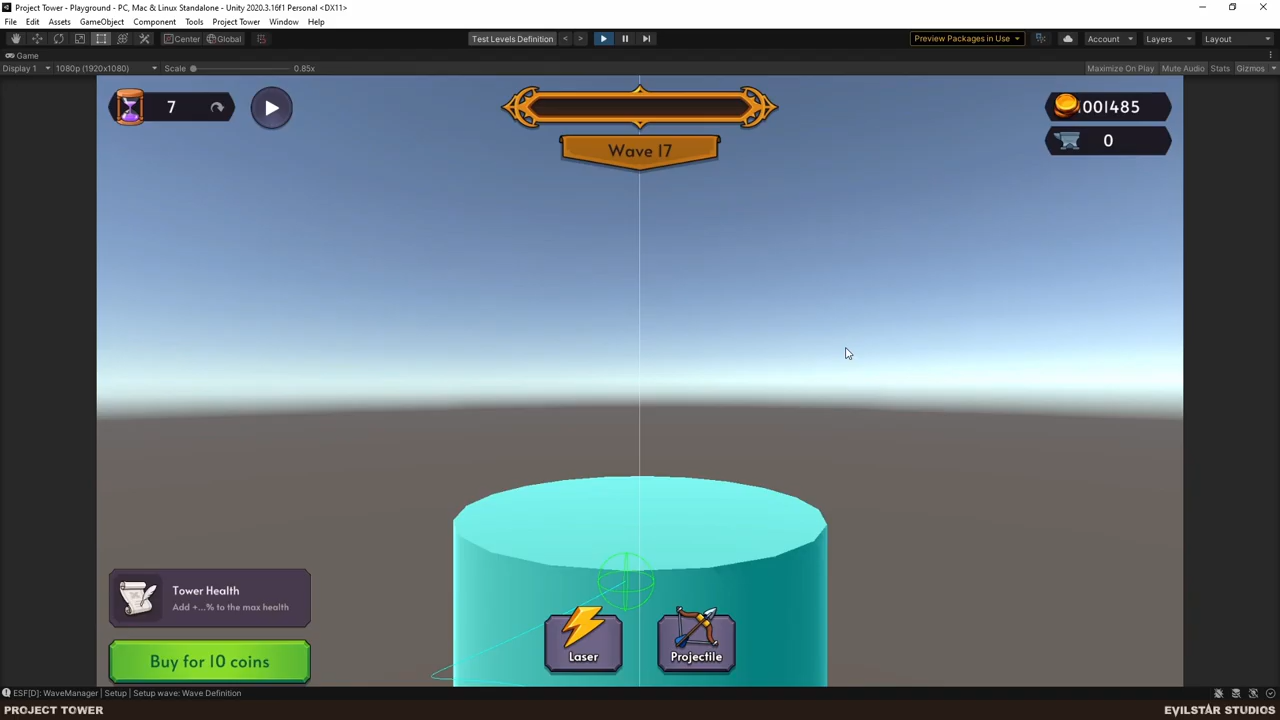 Project Tower - Playground - PC, Mac & Linux Standalone - Unity 2020.3.16f1 Personal <DX11>
File Edit Assets GameObject Component Tools Project Tower Window Help
Center Global Test Levels Definition < > Preview Packages in Use Account Layers Layout
Game
Display 1 1080p (1920x1080) Scale 0.85x Maximize On Play Mute Audio Stats Gizmos
7
001485
Wave 17
0
Tower Health
Add +...% to the max health
Buy for 10 coins
Laser
Projectile
ESF[D]: WaveManager | Setup | Setup wave: Wave Definition
PROJECT TOWER
EVILSTAR STUDIOS